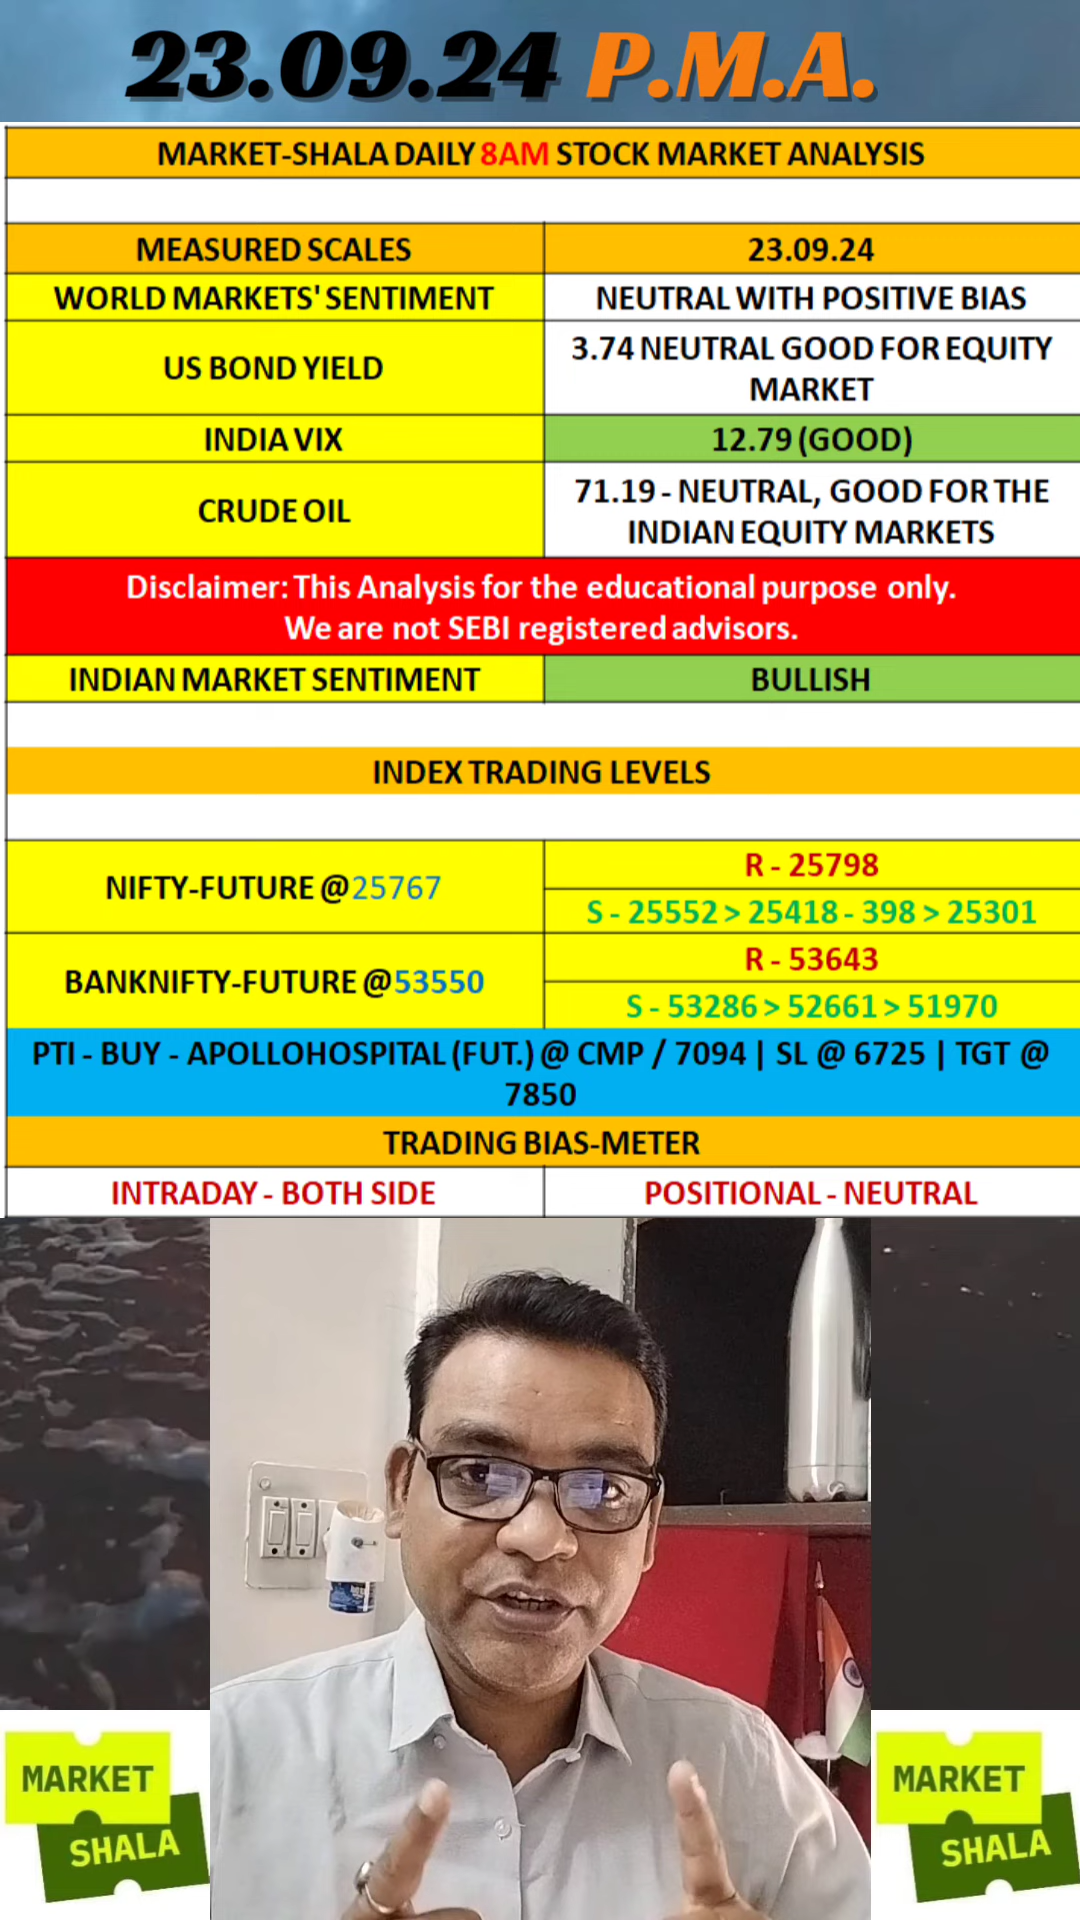 23.09.24 P.M.A.
MARKET-SHALA DAILY 8AM STOCK MARKET ANALYSIS
MEASURED SCALES
23.09.24
WORLD MARKETS' SENTIMENT
NEUTRAL WITH POSITIVE BIAS
US BOND YIELD
3.74 NEUTRAL GOOD FOR EQUITY
MARKET
INDIA VIX
12.79 (GOOD)
CRUDE OIL
71.19 - NEUTRAL, GOOD FOR THE
INDIAN EQUITY MARKETS
Disclaimer: This Analysis for the educational purpose only.
We are not SEBI registered advisors.
INDIAN MARKET SENTIMENT
BULLISH
INDEX TRADING LEVELS
NIFTY-FUTURE @25767
R - 25798
S - 25552 > 25418 - 398 > 25301
BANKNIFTY-FUTURE @53550
R - 53643
S - 53286 > 52661 > 51970
PTI - BUY - APOLLOHOSPITAL (FUT.) @ CMP / 7094 | SL @ 6725 | TGT @
7850
TRADING BIAS-METER
INTRADAY - BOTH SIDE
POSITIONAL - NEUTRAL
MARKET
SHALA
MARKET
SHALA